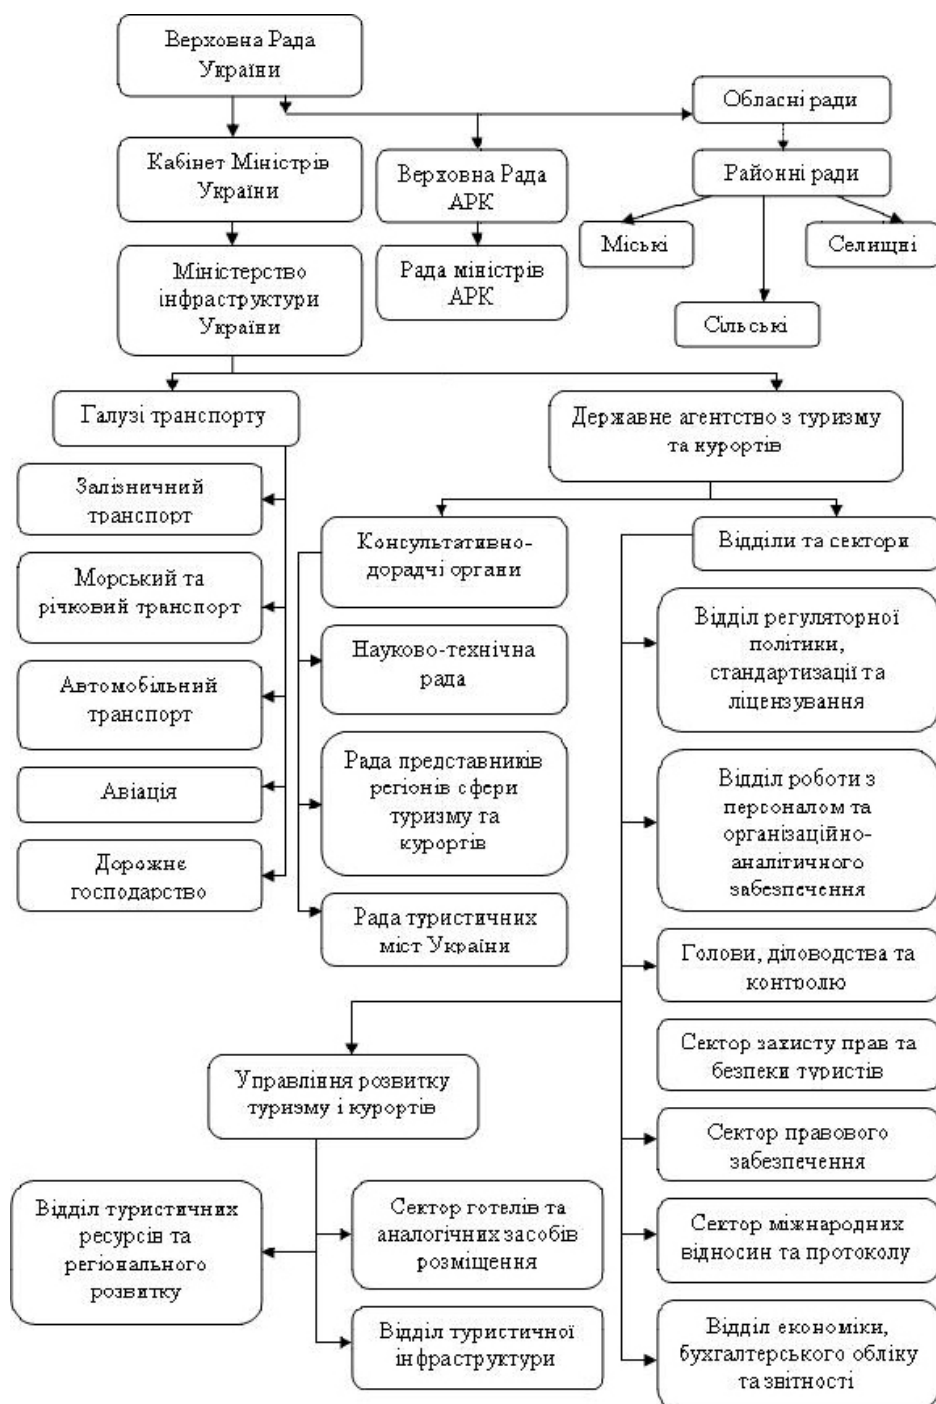 Верховна Рада
України
Обласні ради
Кабінет Міністрів
України
Верховна Рада
АРК
Районні ради
Міські
Селищні
Рада міністрів
АРК
Міністерство
інфраструктури
України
Сільські
Галузі транспорту
Державне агентство з туризму
та курортів
Залізничний
транспорт
Консультативно-
дорадчі органи
Відділи та сектори
Морський та
річковий транспорт
Відділ регуляторної
політики,
стандартизації та
ліцензування
Науково-технічна
рада
Автомобільний
транспорт
Рада представників
регіонів сфери
туризму та
курортів
Відділ роботи з
персоналом та
організаційно-
аналітичного
забезпечення
Авіація
Дорожнє
господарство
Рада туристичних
міст України
Голови, діловодства та
контролю
Сектор захисту прав та
безпеки туристів
Управління розвитку
туризму і курортів
Сектор правового
забезпечення
Відділ туристичних
ресурсів та
регіонального
розвитку
Сектор готелів та
аналогічних засобів
розміщення
Сектор міжнародних
відносин та протоколу
Відділ туристичної
інфраструктури
Відділ економіки,
бухгалтерського обліку
та звітності